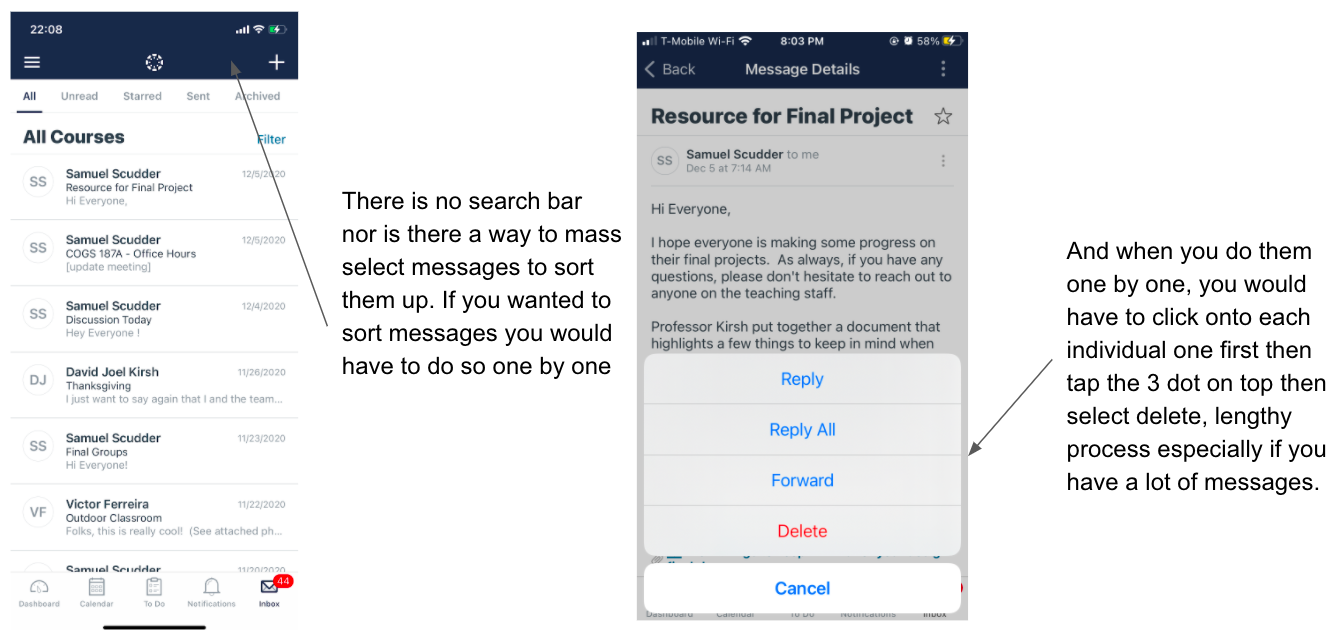 22:08
All Unread Starred Sent Archived
All Courses
Filter
SS
Samuel Scudder
12/5/2020
Resource for Final Project
Hi Everyone,
SS
Samuel Scudder
12/5/2020
COGS 187A - Office Hours
[update meeting]
SS
Samuel Scudder
12/4/2020
Discussion Today
Hey Everyone !
DJ
David Joel Kirsh
11/26/2020
Thanksgiving
I just want to say again that I and the team...
SS
Samuel Scudder
11/23/2020
Final Groups
Hi Everyone!
VF
Victor Ferreira
11/22/2020
Outdoor Classroom
Folks, this is really cool! (See attached ph...
Samuel Scudder
11/20/2020
44
Dashboard Calendar To Do Notifications Inbox
There is no search bar
nor is there a way to mass
select messages to sort
them up. If you wanted to
sort messages you would
have to do so one by one
T-Mobile Wi-Fi 8:03 PM 58%
Back Message Details
Resource for Final Project
SS
Samuel Scudder to me
Dec 5 at 7:14 AM
Hi Everyone,
I hope everyone is making some progress on
their final projects. As always, if you have any
questions, please don't hesitate to reach out to
anyone on the teaching staff.
Professor Kirsh put together a document that
highlights a few things to keep in mind when
Reply
Reply All
Forward
Delete
Cancel
Dashboard Calendar To Do Notifications Inbox
And when you do them
one by one, you would
have to click onto each
individual one first then
tap the 3 dot on top then
select delete, lengthy
process especially if you
have a lot of messages.